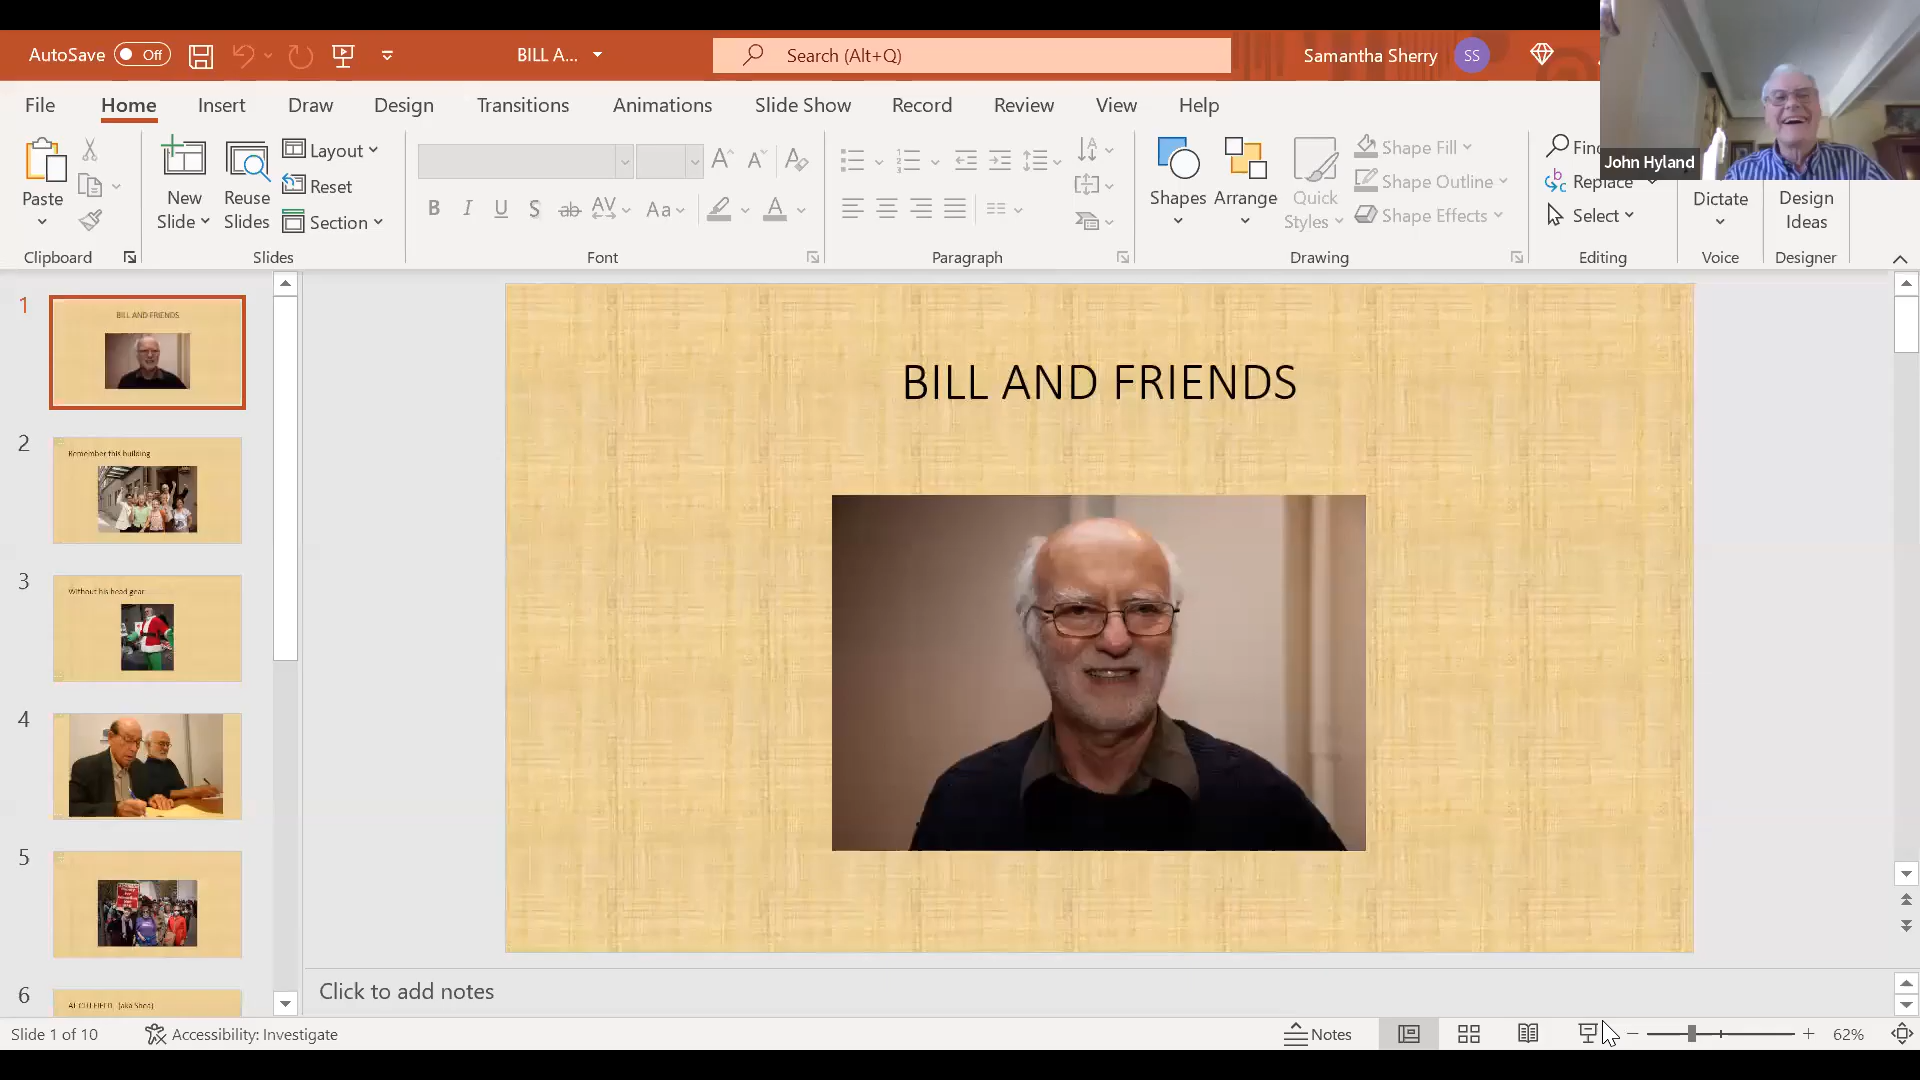 AutoSave Off
BILL A...
Search (Alt+Q)
Samantha Sherry SS
File Home Insert Draw Design Transitions Animations Slide Show Record Review View Help
Paste
New Slide
Reuse Slides
Layout
Reset
Section
B I U S ab AV Aa A
Shapes
Arrange
Quick Styles
Shape Fill
Shape Outline
Shape Effects
Replace
Select
John Hyland
Dictate
Design Ideas
Clipboard Slides Font Paragraph Drawing Editing Voice Designer
1
BILL AND FRIENDS
2
Remember this building
3
Without his head gear
4
5
6
BILL AND FRIENDS
Click to add notes
Slide 1 of 10
Accessibility: Investigate
Notes
62%